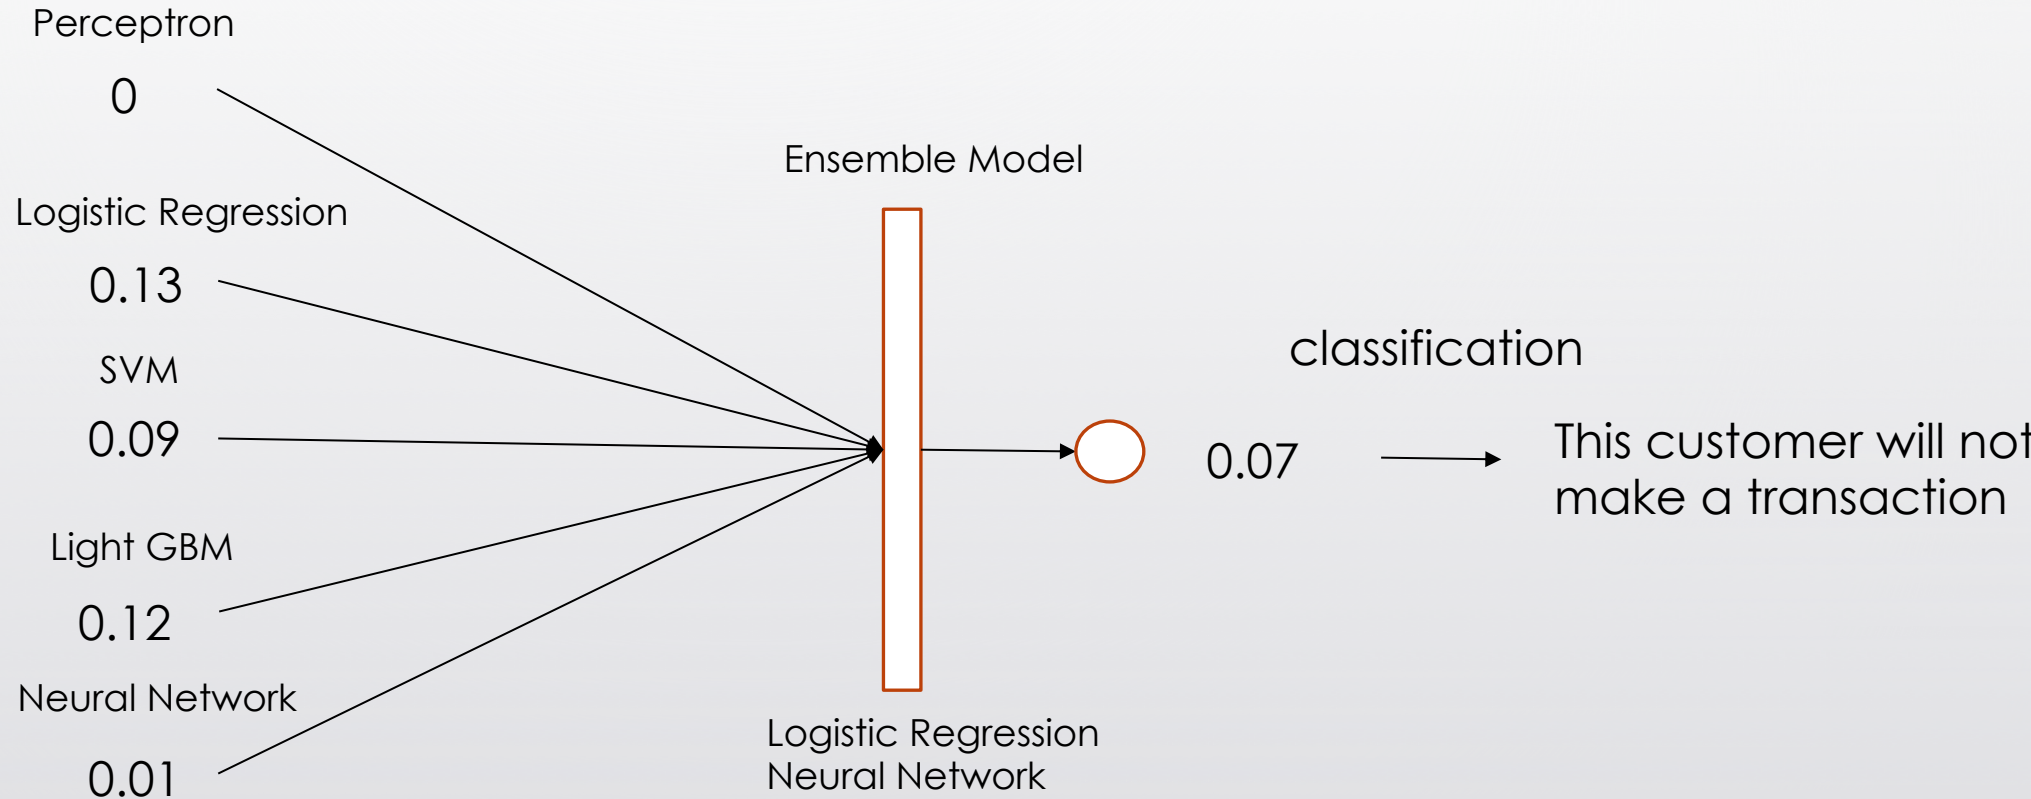 Perceptron
0
Logistic Regression
0.13
SVM
0.09
Light GBM
0.12
Neural Network
0.01
Ensemble Model
Logistic Regression
Neural Network
classification
0.07
This customer will not
make a transaction